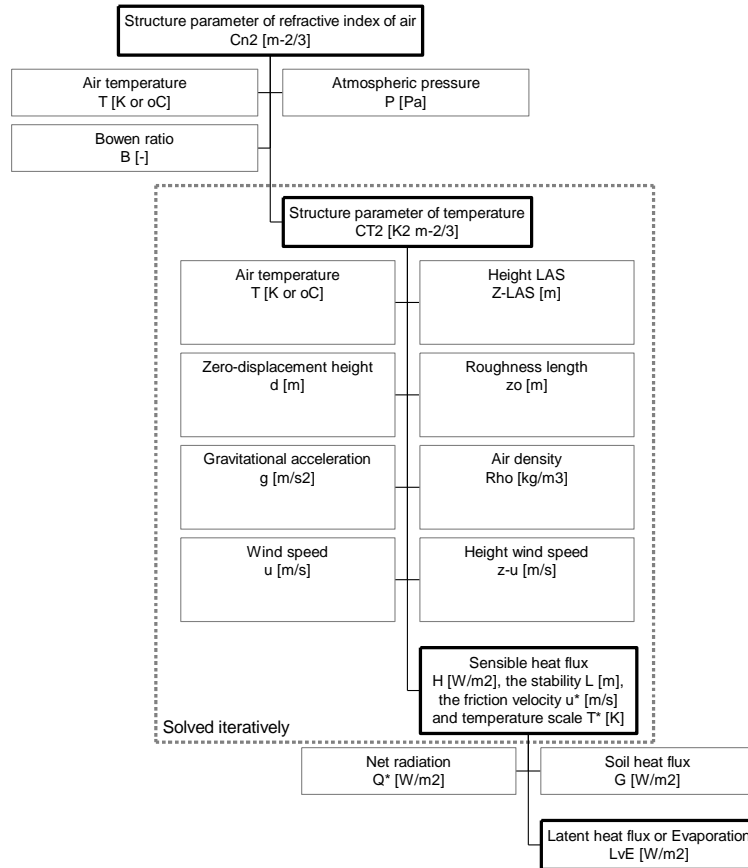 Structure parameter of refractive index of air
Cn2 [m-2/3]
Air temperature
T [K or oC]
Atmospheric pressure
P [Pa]
Bowen ratio
B [-]
Structure parameter of temperature
CT2 [K2 m-2/3]
Air temperature
T [K or oC]
Height LAS
Z-LAS [m]
Zero-displacement height
d [m]
Roughness length
zo [m]
Gravitational acceleration
g [m/s2]
Air density
Rho [kg/m3]
Wind speed
u [m/s]
Height wind speed
z-u [m/s]
Sensible heat flux
H [W/m2], the stability L [m],
the friction velocity u* [m/s]
and temperature scale T* [K]
Solved iteratively
Net radiation
Q* [W/m2]
Soil heat flux
G [W/m2]
Latent heat flux or Evaporation
LvE [W/m2]